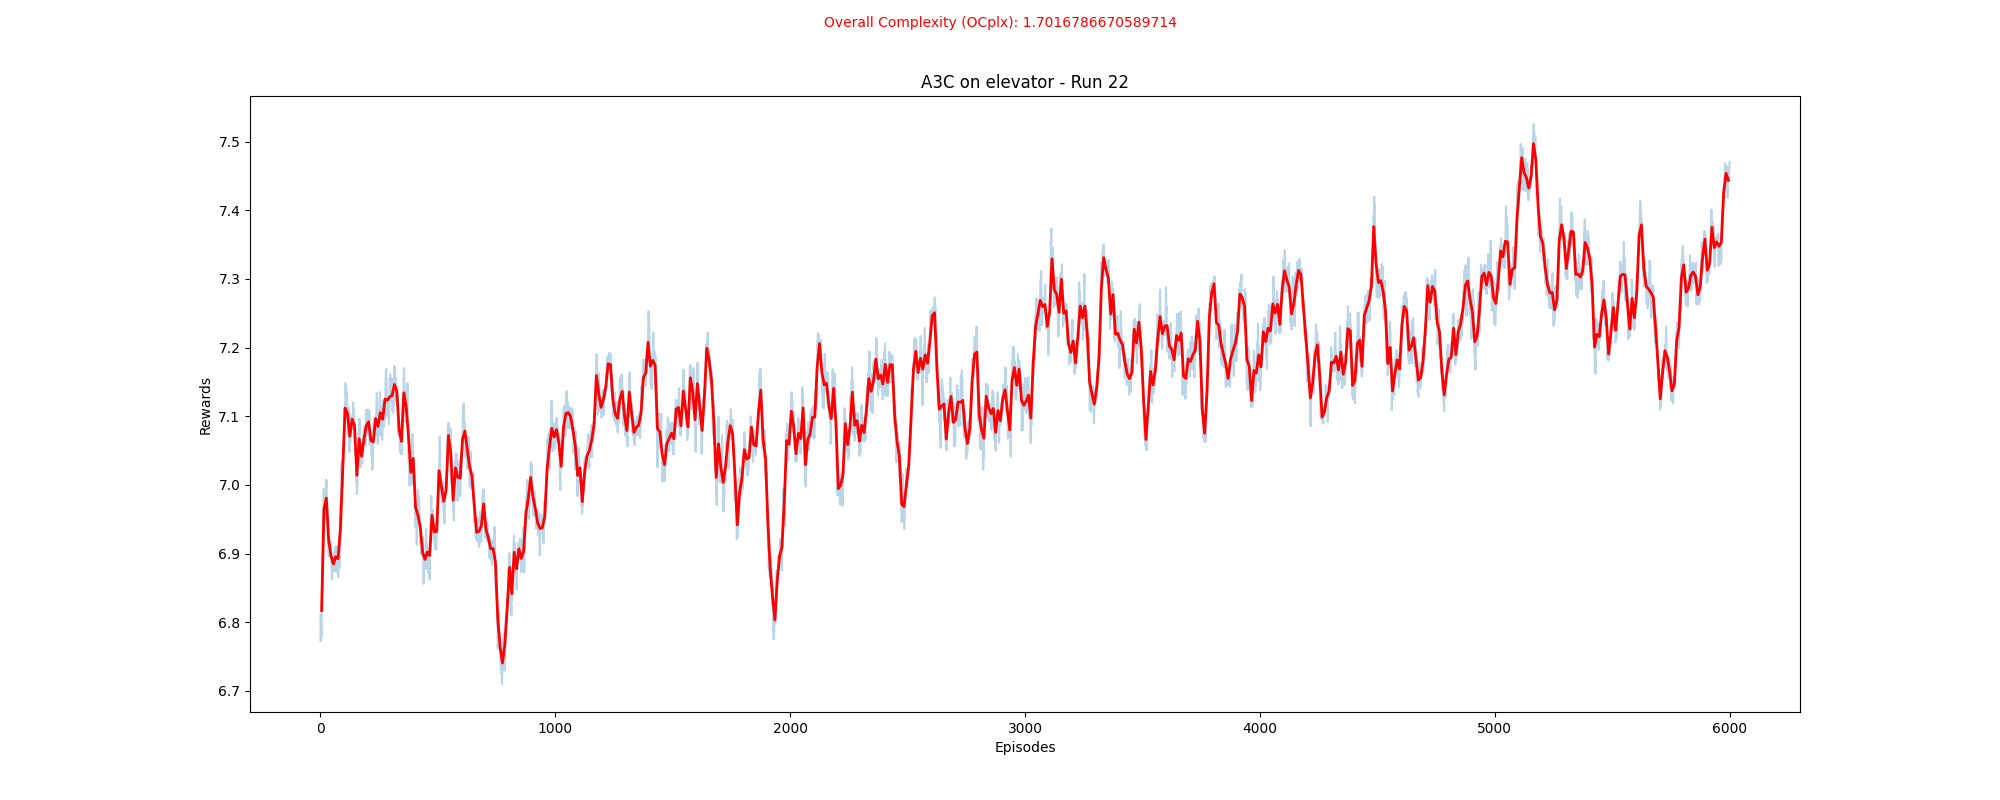 Overall Complexity (OCplx): 1.7016786670589714
A3C on elevator - Run 22
7.5
7.4
7.3
7.2
7.1
7.0
6.9
6.8
6.7
Rewards
0 1000 2000 3000 4000 5000 6000
Episodes